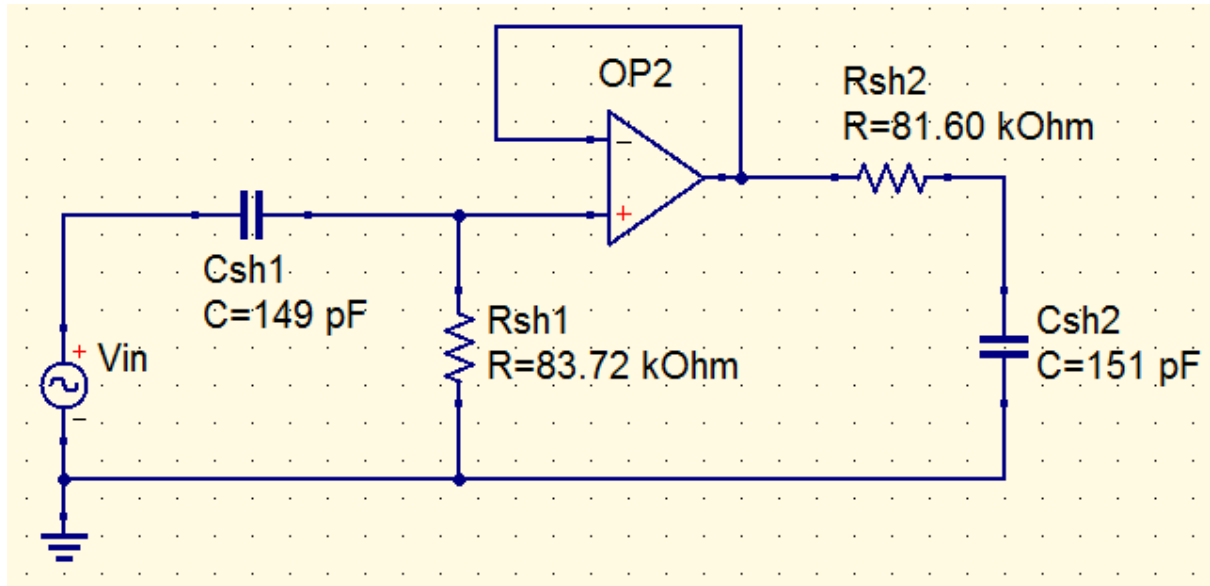 OP2
Rsh2
R=81.60 kOhm
Csh1
C=149 pF
Rsh1
R=83.72 kOhm
Csh2
C=151 pF
Vin